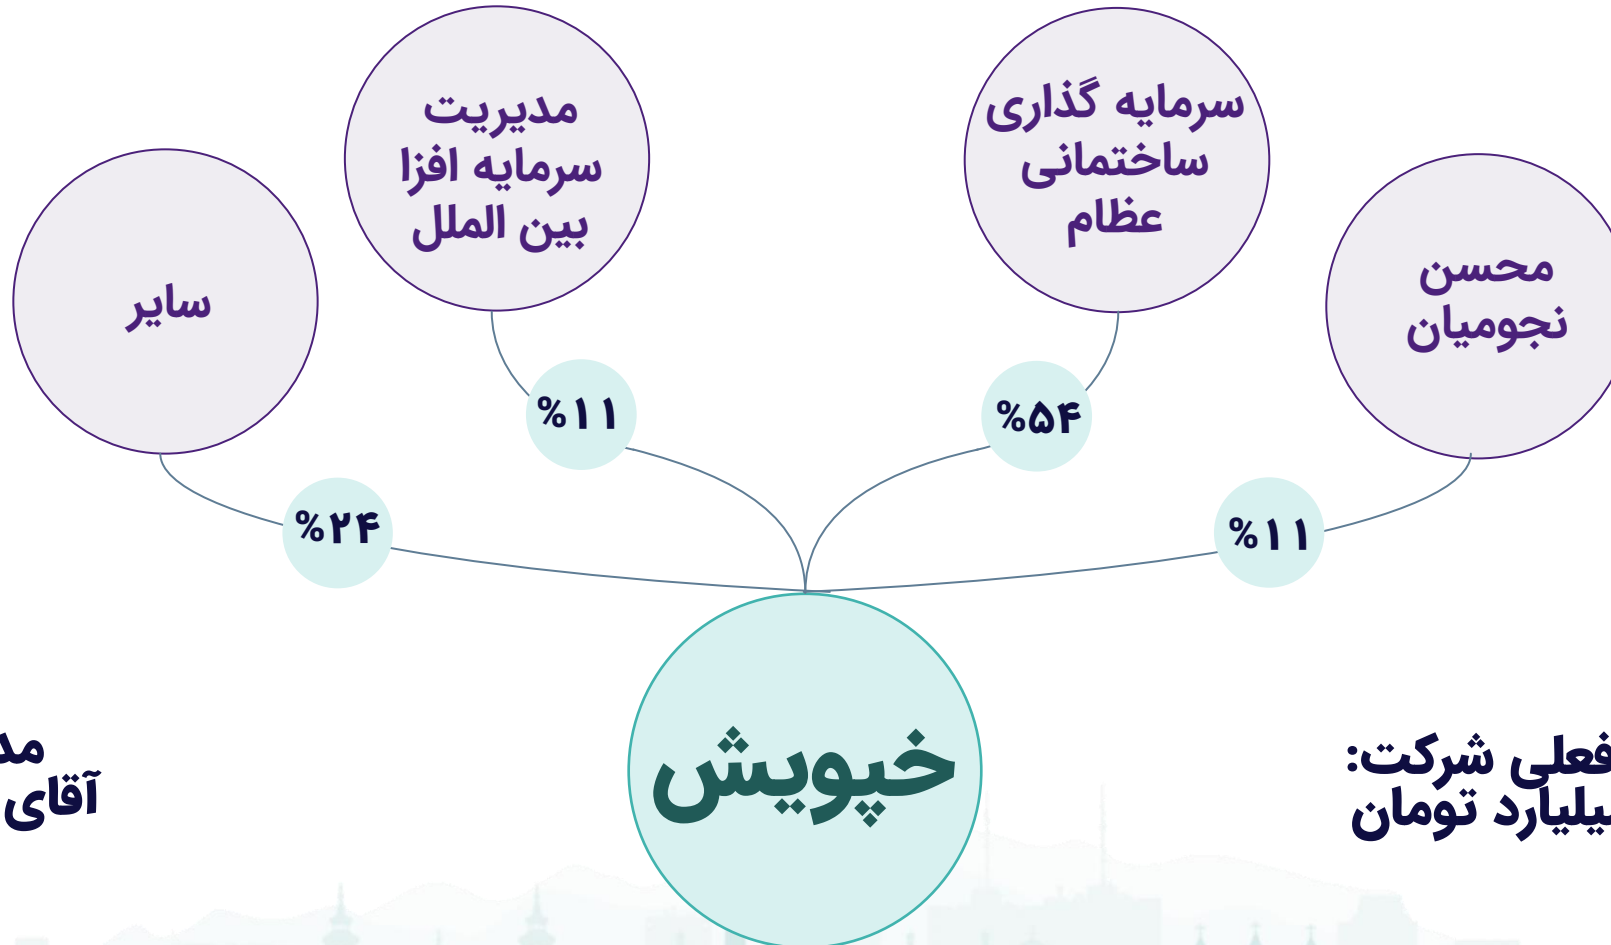 سرمایه گذاری
ساختمانی
عظام
مدیریت
سرمایه افزا
بین الملل
محسن
نجومیان
سایر
%۵۴
%۱۱
%۱۱
%۲۴
خپویش
فعلی شرکت:
تومان
آقای